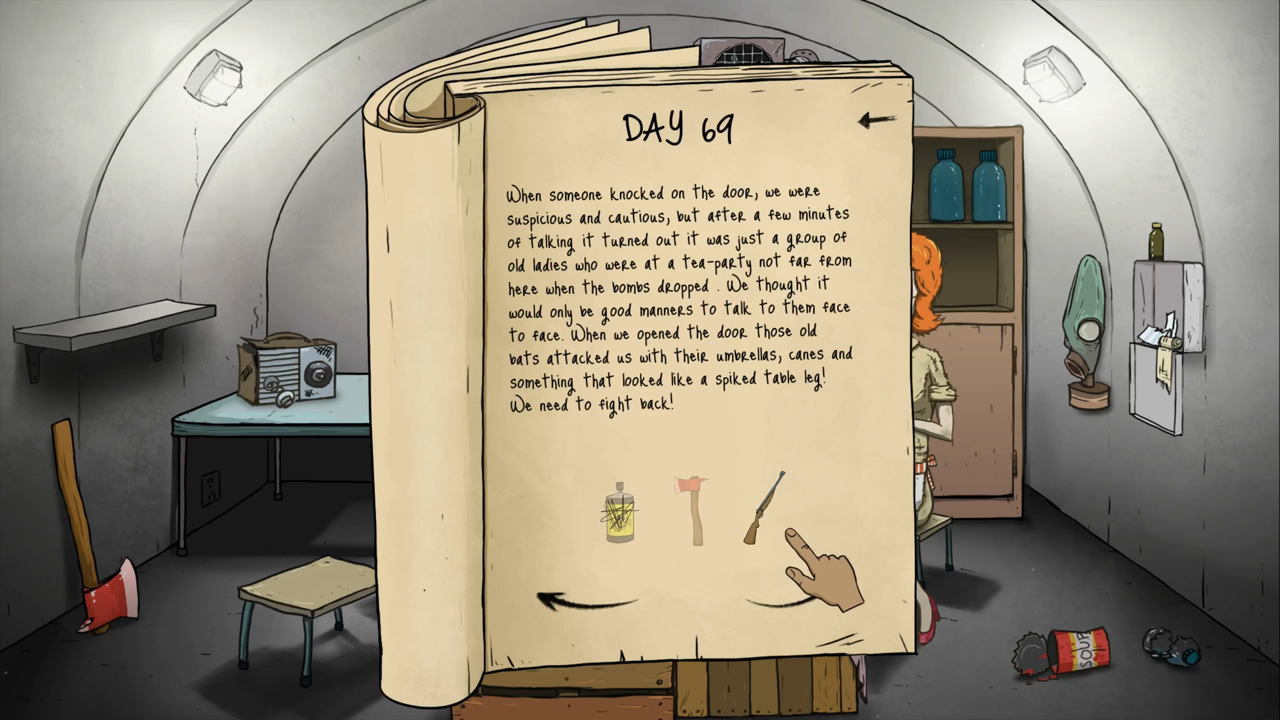 DAY 69
When someone knocked on the door, we were
suspicious and cautious, but after a few minutes
of talking it turned out it was just a group of
old ladies who were at a tea-party not far from
here when the bombs dropped . We thought it
would only be good manners to talk to them face
to face. When we opened the door those old
bats attacked us with their umbrellas, canes and
something that looked like a spiked table leg!
We need to fight back!
SOUP